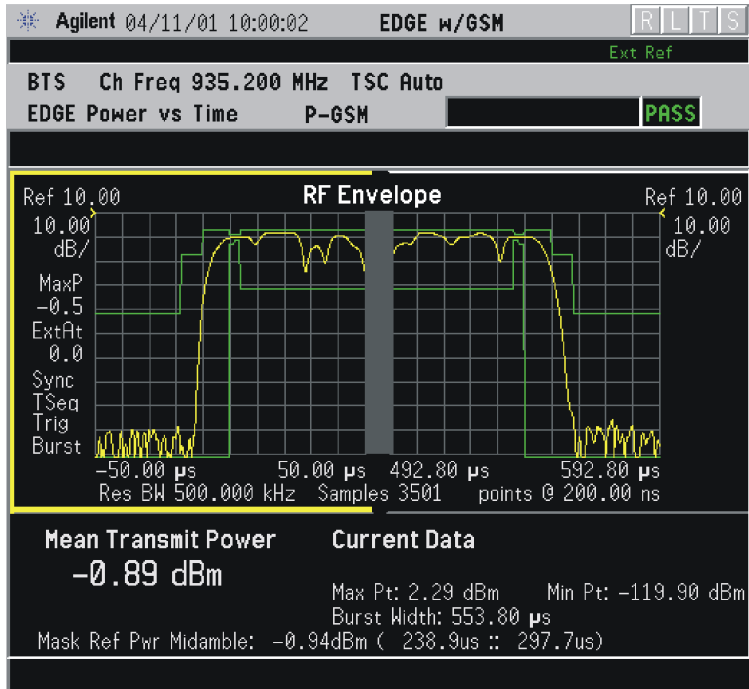 Agilent 04/11/01 10:00:02 EDGE w/GSM R L T S
Ext Ref
BTS Ch Freq 935.200 MHz TSC Auto
EDGE Power vs Time P-GSM PASS
Ref 10.00 RF Envelope Ref 10.00
10.00 10.00
dB/ dB/
MaxP
-0.5
ExtAt
0.0
Sync
TSeq
Trig
Burst
-50.00 µs 50.00 µs 492.80 µs 592.80 µs
Res BW 500.000 kHz Samples 3501 points @ 200.00 ns
Mean Transmit Power Current Data
-0.89 dBm
Max Pt: 2.29 dBm Min Pt: -119.90 dBm
Burst Width: 553.80 µs
Mask Ref Pwr Midamble: -0.94dBm ( 238.9us :: 297.7us)